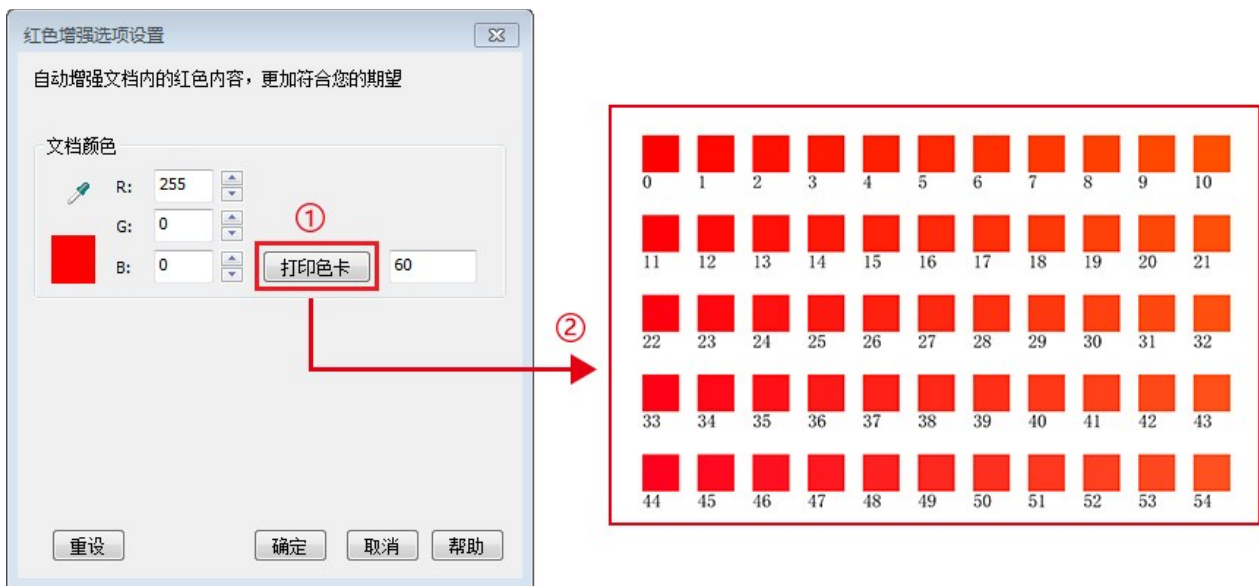 红色增强选项设置
自动增强文档内的红色内容，更加符合您的期望
文档颜色
R: 255
G: 0
①
B: 0 打印色卡 60
重设 确定 取消 帮助
②
0 1 2 3 4 5 6 7 8 9 10
11 12 13 14 15 16 17 18 19 20 21
22 23 24 25 26 27 28 29 30 31 32
33 34 35 36 37 38 39 40 41 42 43
44 45 46 47 48 49 50 51 52 53 54